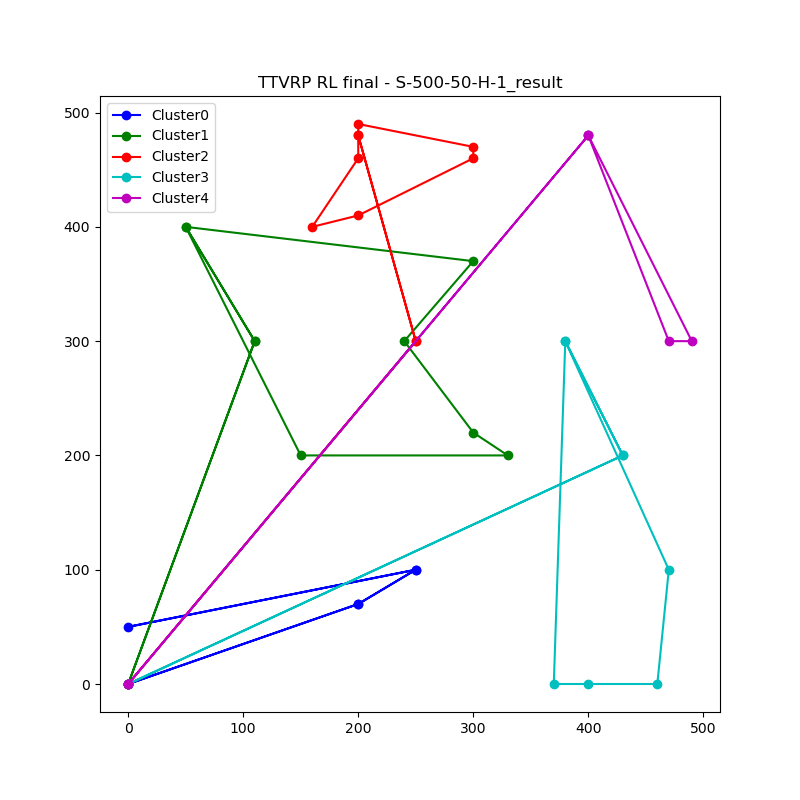 TTVRP RL final - S-500-50-H-1_result
Cluster0
Cluster1
Cluster2
Cluster3
Cluster4
500
400
300
200
100
0
0 100 200 300 400 500